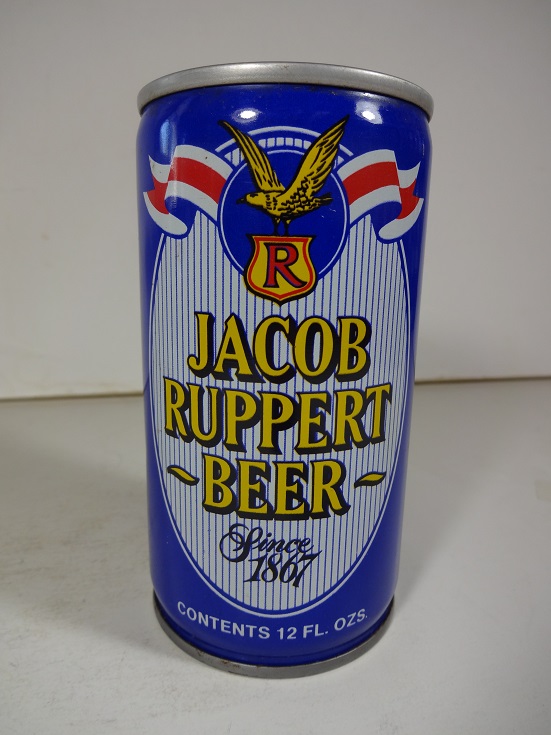 R
JACOB
RUPPERT
~BEER~
Since
1867
CONTENTS 12 FL. OZS.